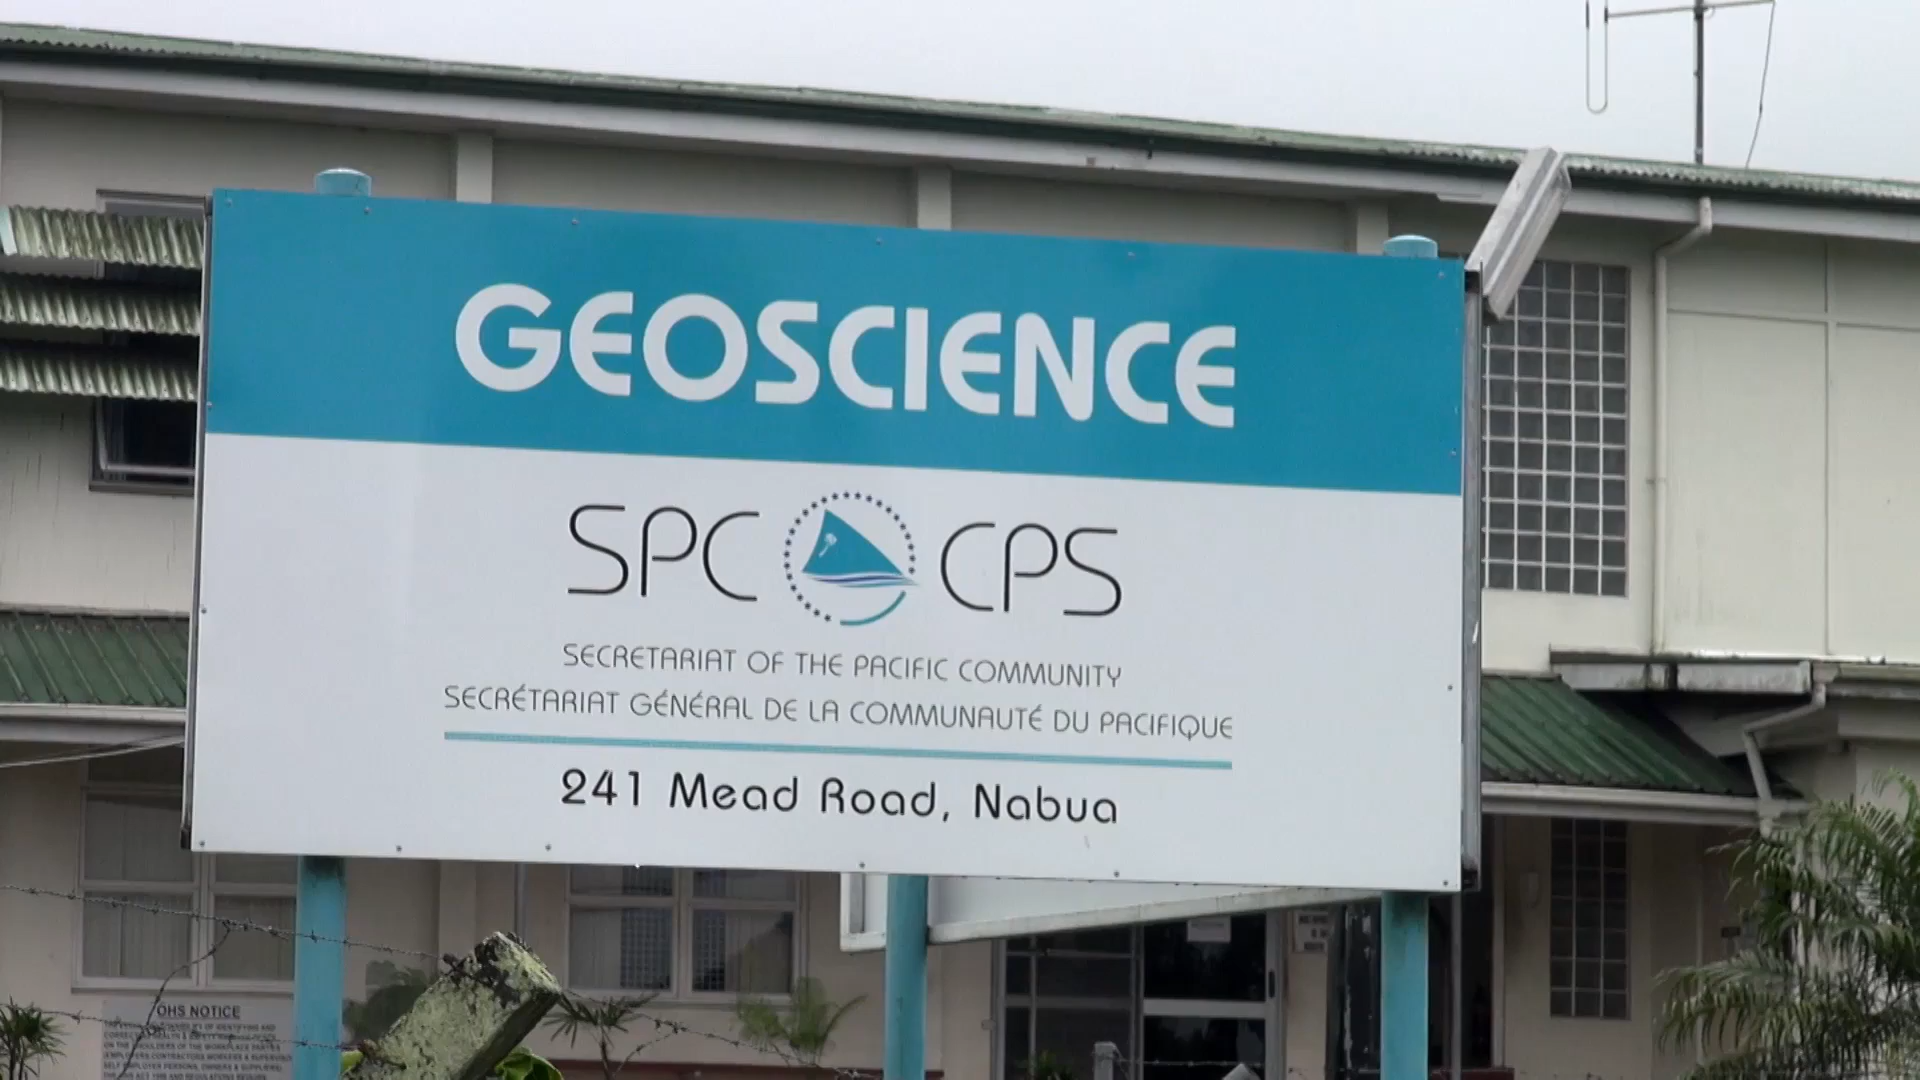 GEOSCIENCE
SPC CPS
SECRETARIAT OF THE PACIFIC COMMUNITY
SECRÉTARIAT GÉNÉRAL DE LA COMMUNAUTÉ DU PACIFIQUE
241 Mead Road, Nabua
OHS NOTICE